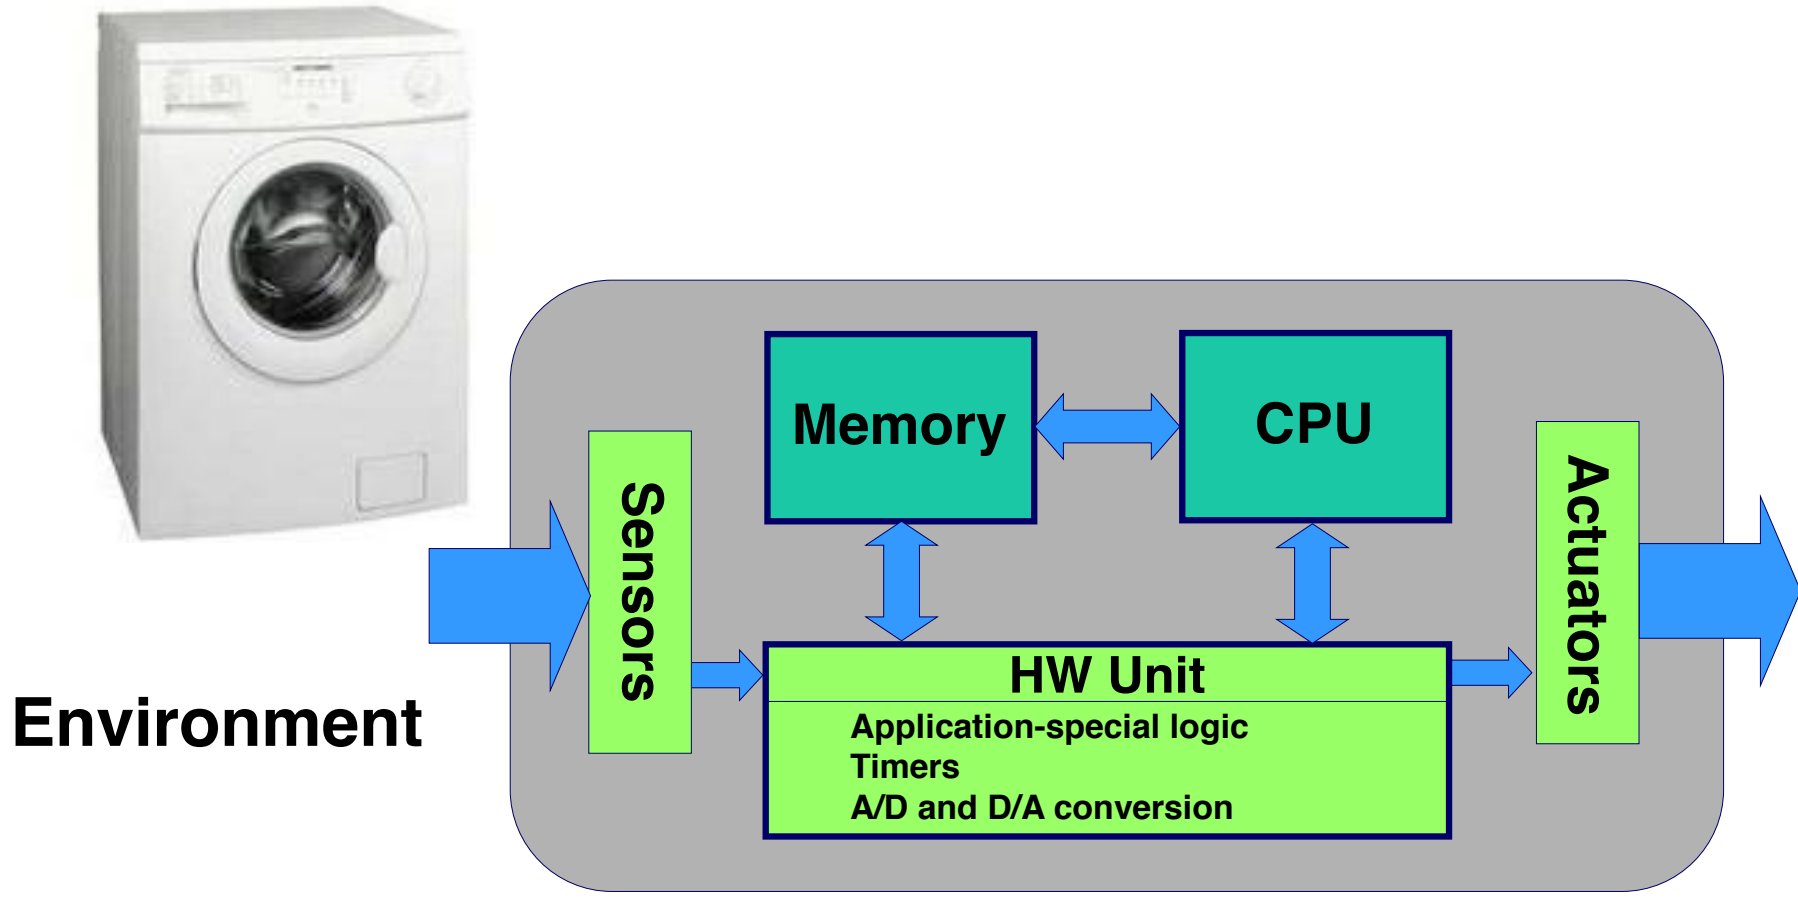 Memory
CPU
Sensors
Actuators
HW Unit
Application-special logic
Timers
A/D and D/A conversion
Environment